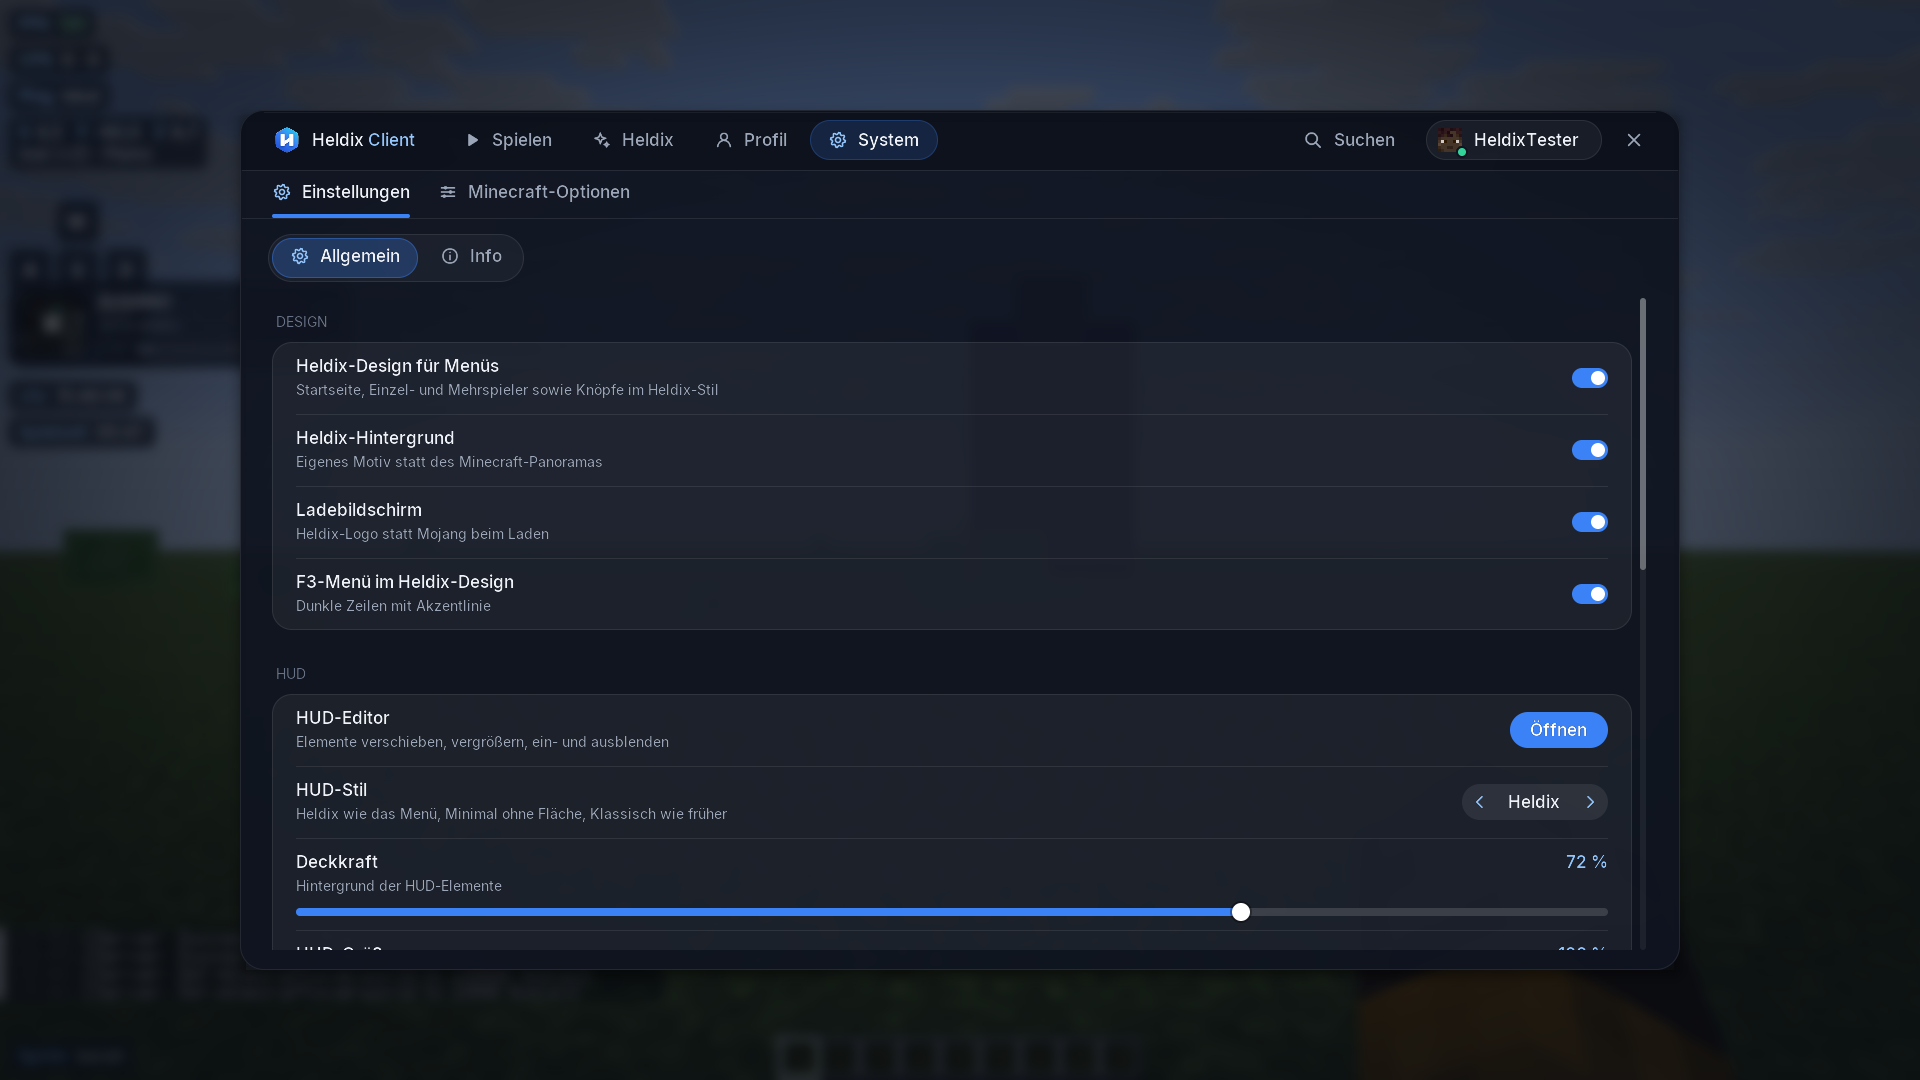 Heldix Client
Spielen
Heldix
Profil
System
Suchen
HeldixTester
Einstellungen
Minecraft-Optionen
Allgemein
Info
DESIGN
Heldix-Design für Menüs
Startseite, Einzel- und Mehrspieler sowie Knöpfe im Heldix-Stil
Heldix-Hintergrund
Eigenes Motiv statt des Minecraft-Panoramas
Ladebildschirm
Heldix-Logo statt Mojang beim Laden
F3-Menü im Heldix-Design
Dunkle Zeilen mit Akzentlinie
HUD
HUD-Editor
Elemente verschieben, vergrößern, ein- und ausblenden
Öffnen
HUD-Stil
Heldix wie das Menü, Minimal ohne Fläche, Klassisch wie früher
Heldix
Deckkraft
72 %
Hintergrund der HUD-Elemente